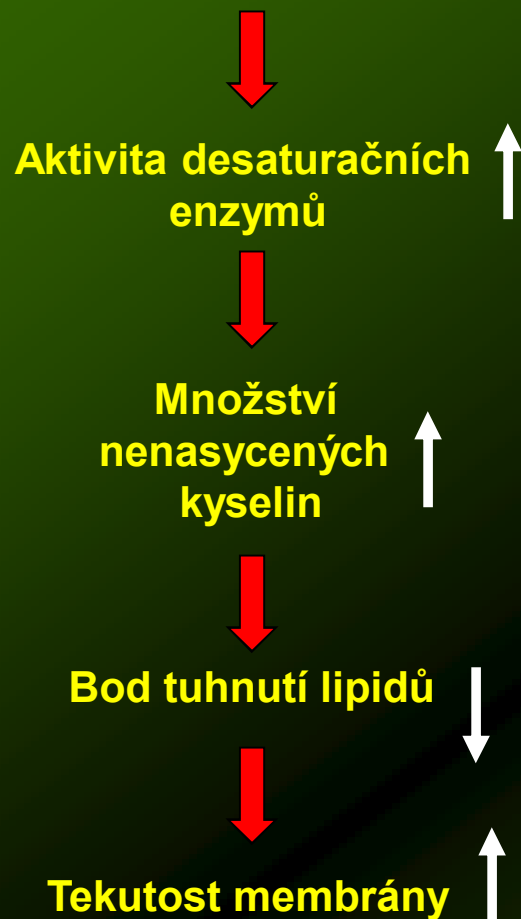 Aktivita desaturačních
enzymů
Množství
nenasycených
kyselin
Bod tuhnutí lipidů
Tekutost membrány